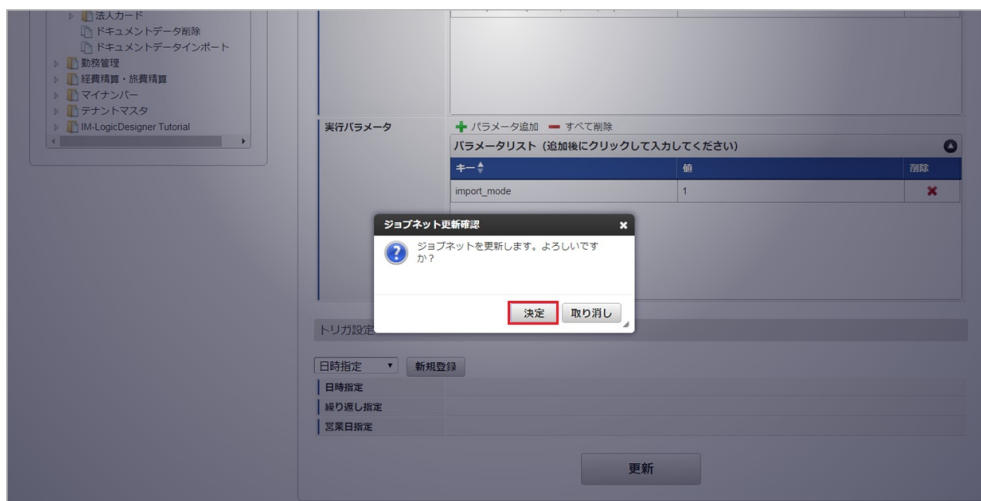 法人カード
ドキュメントデータ削除
ドキュメントデータインポート
勤務管理
経費精算・旅費精算
マイナンバー
テナントマスタ
IM-LogicDesigner Tutorial
実行パラメータ
パラメータ追加 すべて削除
パラメータリスト（追加後にクリックして入力してください）
キー 値 削除
import_mode 1
ジョブネット更新確認
ジョブネットを更新します。よろしいです
か？
決定 取り消し
トリガ設定
日時指定 新規登録
日時指定
繰り返し指定
営業日指定
更新